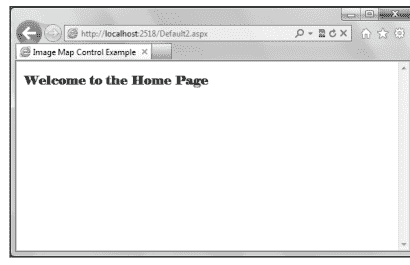 http://localhost:2518/Default2.aspx
Image Map Control Example
Welcome to the Home Page